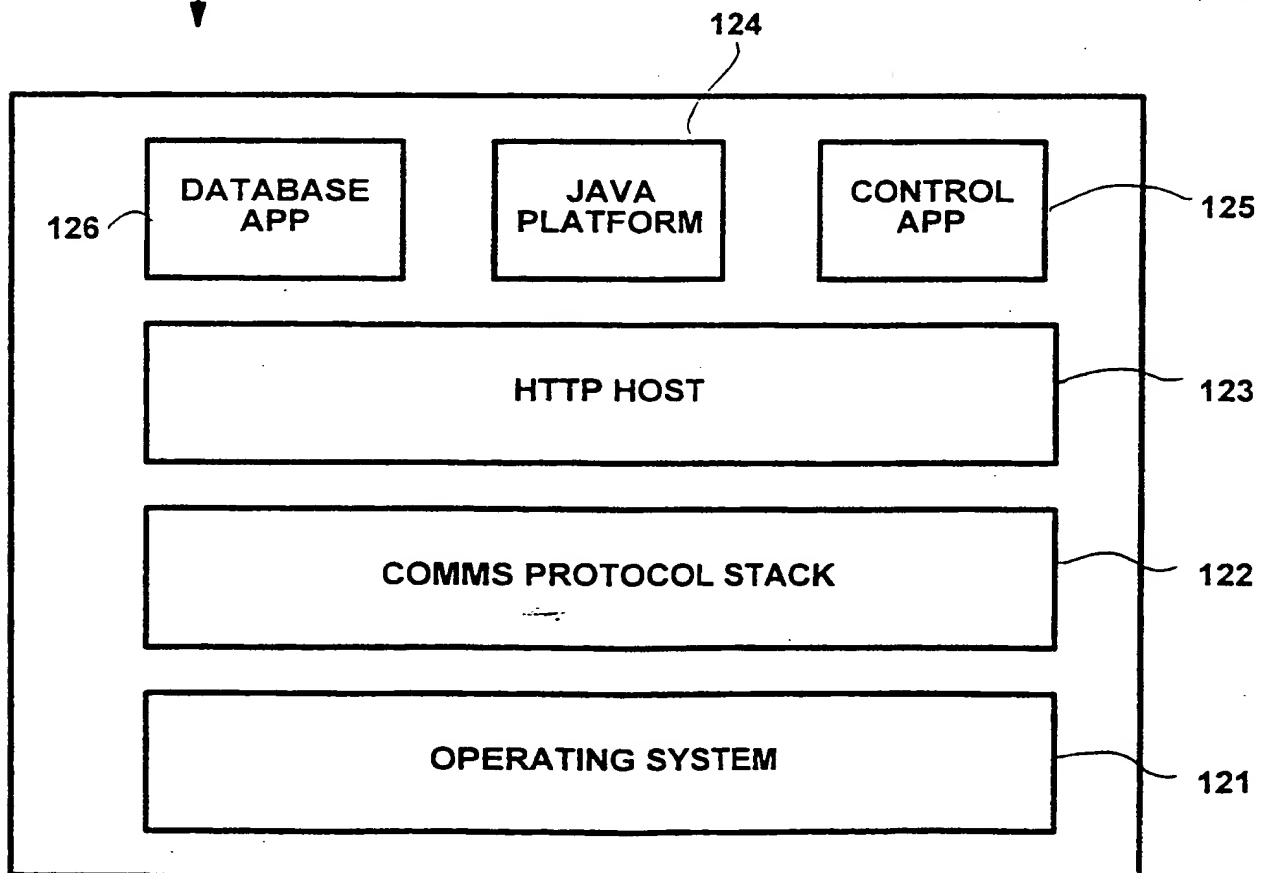 124
DATABASE
APP
JAVA
PLATFORM
CONTROL
APP
126
125
HTTP HOST
123
COMMS PROTOCOL STACK
122
OPERATING SYSTEM
121